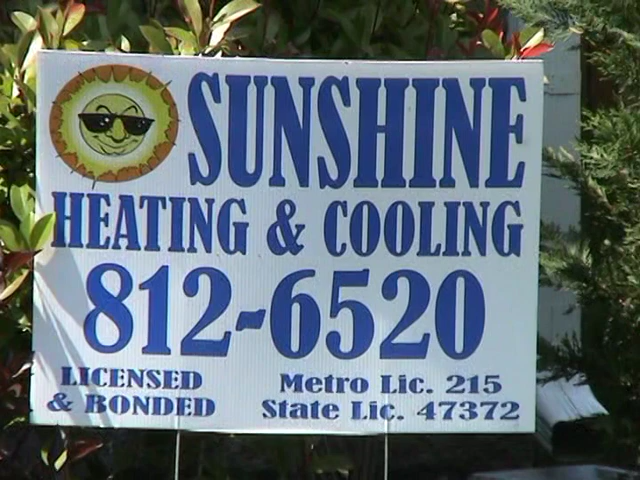 SUNSHINE
HEATING & COOLING
812-6520
LICENSED
& BONDED
Metro Lic. 215
State Lic. 47372